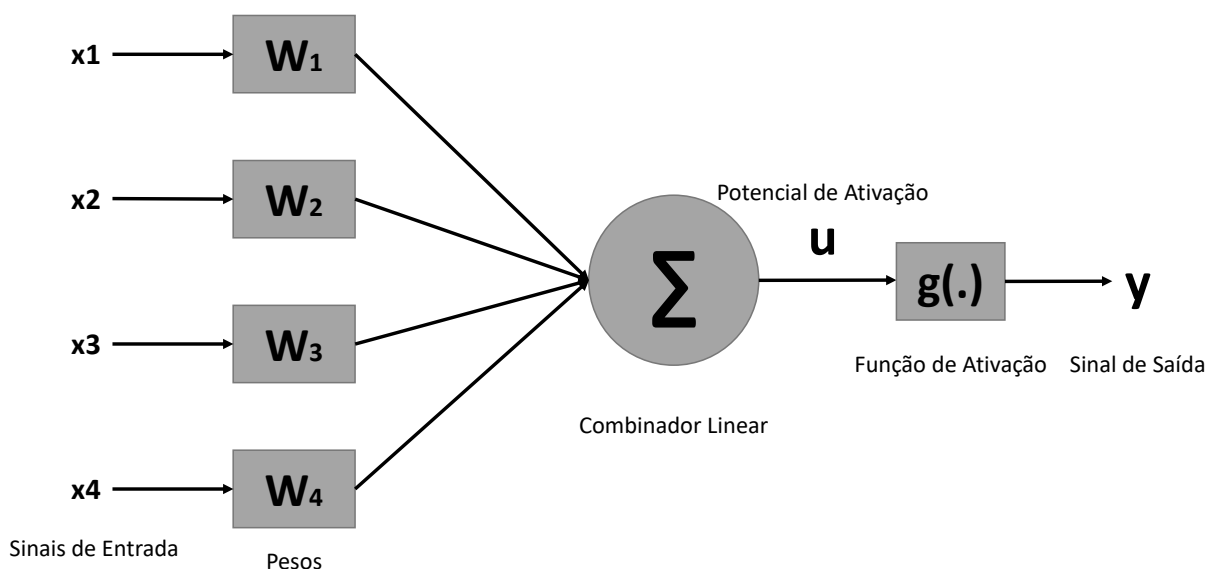 x1
W1
x2
W2
Potencial de Ativação
u
∑
g(.)
y
x3
W3
Função de Ativação
Sinal de Saída
Combinador Linear
x4
W4
Sinais de Entrada
Pesos